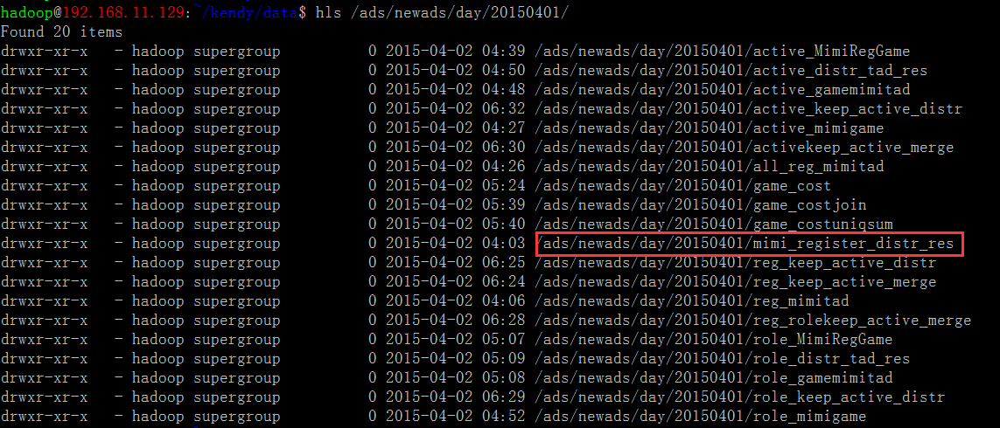 hadoop@192.168.11.129:~/kendy/data$ hls /ads/newads/day/20150401/
Found 20 items
drwxr-xr-x   - hadoop supergroup          0 2015-04-02 04:39 /ads/newads/day/20150401/active_MimiRegGame
drwxr-xr-x   - hadoop supergroup          0 2015-04-02 04:50 /ads/newads/day/20150401/active_distr_tad_res
drwxr-xr-x   - hadoop supergroup          0 2015-04-02 04:48 /ads/newads/day/20150401/active_gamemimitad
drwxr-xr-x   - hadoop supergroup          0 2015-04-02 06:32 /ads/newads/day/20150401/active_keep_active_distr
drwxr-xr-x   - hadoop supergroup          0 2015-04-02 04:27 /ads/newads/day/20150401/active_mimigame
drwxr-xr-x   - hadoop supergroup          0 2015-04-02 06:30 /ads/newads/day/20150401/activekeep_active_merge
drwxr-xr-x   - hadoop supergroup          0 2015-04-02 04:26 /ads/newads/day/20150401/all_reg_mimitad
drwxr-xr-x   - hadoop supergroup          0 2015-04-02 05:24 /ads/newads/day/20150401/game_cost
drwxr-xr-x   - hadoop supergroup          0 2015-04-02 05:39 /ads/newads/day/20150401/game_costjoin
drwxr-xr-x   - hadoop supergroup          0 2015-04-02 05:40 /ads/newads/day/20150401/game_costuniqsum
drwxr-xr-x   - hadoop supergroup          0 2015-04-02 04:03 /ads/newads/day/20150401/mimi_register_distr_res
drwxr-xr-x   - hadoop supergroup          0 2015-04-02 06:25 /ads/newads/day/20150401/reg_keep_active_distr
drwxr-xr-x   - hadoop supergroup          0 2015-04-02 06:24 /ads/newads/day/20150401/reg_keep_active_merge
drwxr-xr-x   - hadoop supergroup          0 2015-04-02 04:06 /ads/newads/day/20150401/reg_mimitad
drwxr-xr-x   - hadoop supergroup          0 2015-04-02 06:28 /ads/newads/day/20150401/reg_rolekeep_active_merge
drwxr-xr-x   - hadoop supergroup          0 2015-04-02 05:07 /ads/newads/day/20150401/role_MimiRegGame
drwxr-xr-x   - hadoop supergroup          0 2015-04-02 05:09 /ads/newads/day/20150401/role_distr_tad_res
drwxr-xr-x   - hadoop supergroup          0 2015-04-02 05:08 /ads/newads/day/20150401/role_gamemimitad
drwxr-xr-x   - hadoop supergroup          0 2015-04-02 06:29 /ads/newads/day/20150401/role_keep_active_distr
drwxr-xr-x   - hadoop supergroup          0 2015-04-02 04:52 /ads/newads/day/20150401/role_mimigame